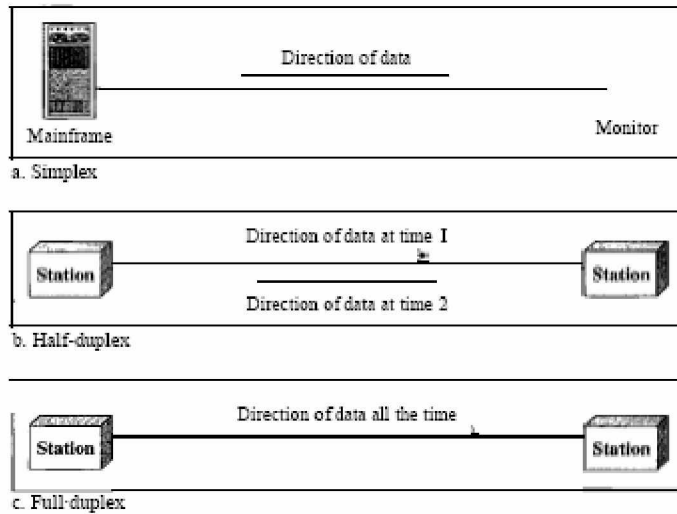 Direction of data
Mainframe
Monitor
a. Simplex
Direction of data at time 1
Station
Station
Direction of data at time 2
b. Half-duplex
Direction of data all the time
Station
Station
c. Full-duplex